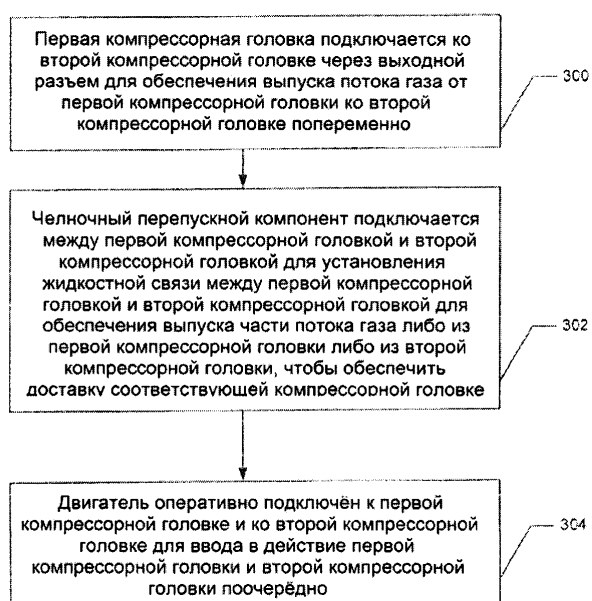 Первая компрессорная головка подключается ко
второй компрессорной головке через выходной
разъем для обеспечения выпуска потока газа от
первой компрессорной головки ко второй
компрессорной головке попеременно
300
Челночный перепускной компонент подключается
между первой компрессорной головкой и второй
компрессорной головкой для установления
жидкостной связи между первой компрессорной
головкой и второй компрессорной головкой для
обеспечения выпуска части потока газа либо из
первой компрессорной головки либо из второй
компрессорной головки, чтобы обеспечить
доставку соответствующей компрессорной головке
302
Двигатель оперативно подключён к первой
компрессорной головке и ко второй компрессорной
головке для ввода в действие первой
компрессорной головки и второй компрессорной
головки поочерёдно
304